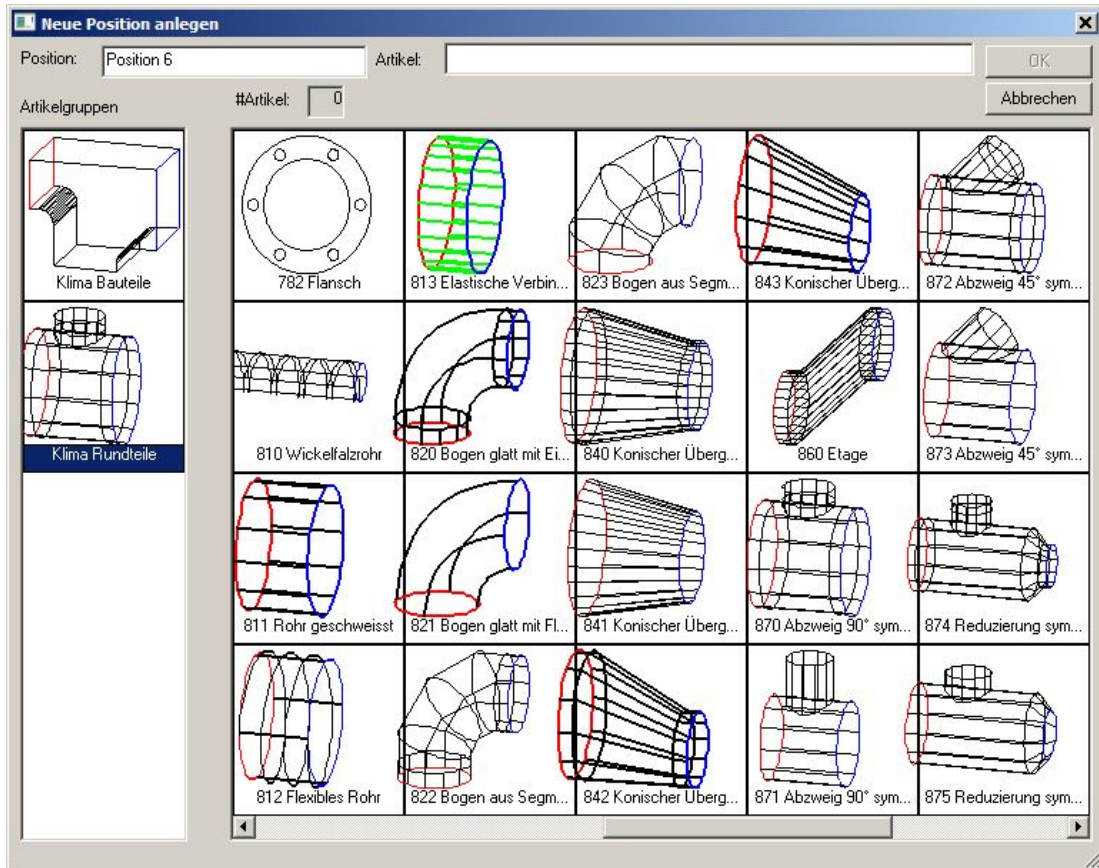 Neue Position anlegen
Position: Position 6 Artikel: OK
Artikelgruppen #Artikel: 0 Abbrechen
Klima Bauteile
Klima Rundteile
782 Flansch 813 Elastische Verbin... 823 Bogen aus Segm... 843 Konischer Überg... 872 Abzweig 45° sym...
810 Wickelfalzrohr 820 Bogen glatt mit Ei... 840 Konischer Überg... 860 Etage 873 Abzweig 45° sym...
811 Rohr geschweisst 821 Bogen glatt mit Fl... 841 Konischer Überg... 870 Abzweig 90° sym... 874 Reduzierung sym...
812 Flexibles Rohr 822 Bogen aus Segm... 842 Konischer Überg... 871 Abzweig 90° sym... 875 Reduzierung sym...